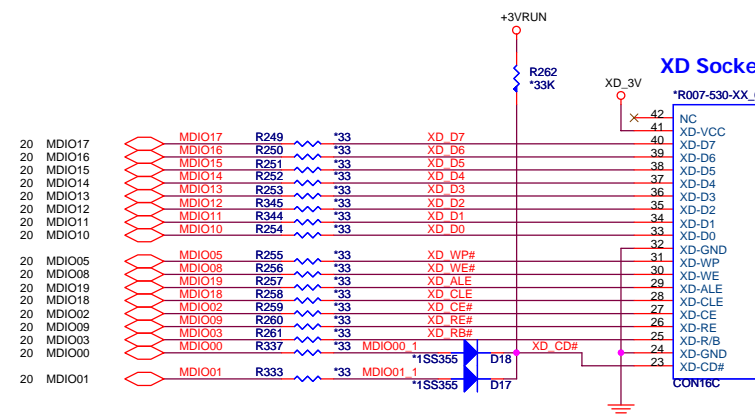 +3VRUN
R262
*33K
XD Socke
XD_3V
*R007-530-XX_
42 NC
41 XD-VCC
20 MDIO17 MDIO17 R249 *33 XD_D7 40 XD-D7
20 MDIO16 MDIO16 R250 *33 XD_D6 39 XD-D6
20 MDIO15 MDIO15 R251 *33 XD_D5 38 XD-D5
20 MDIO14 MDIO14 R252 *33 XD_D4 37 XD-D4
20 MDIO13 MDIO13 R253 *33 XD_D3 36 XD-D3
20 MDIO12 MDIO12 R345 *33 XD_D2 35 XD-D2
20 MDIO11 MDIO11 R344 *33 XD_D1 34 XD-D1
20 MDIO10 MDIO10 R254 *33 XD_D0 33 XD-D0
32 XD-GND
20 MDIO05 MDIO05 R255 *33 XD_WP# 31 XD-WP
20 MDIO08 MDIO08 R256 *33 XD_WE# 30 XD-WE
20 MDIO19 MDIO19 R257 *33 XD_ALE 29 XD-ALE
20 MDIO18 MDIO18 R258 *33 XD_CLE 28 XD-CLE
20 MDIO02 MDIO02 R259 *33 XD_CE# 27 XD-CE
20 MDIO09 MDIO09 R260 *33 XD_RE# 26 XD-RE
20 MDIO03 MDIO03 R261 *33 XD_RB# 25 XD-R/B
20 MDIO00 MDIO00 R337 *33 MDIO00_1 XD_CD# 24 XD-GND
*1SS355 D18 23 XD-CD#
20 MDIO01 MDIO01 R333 *33 MDIO01_1
*1SS355 D17 CON16C